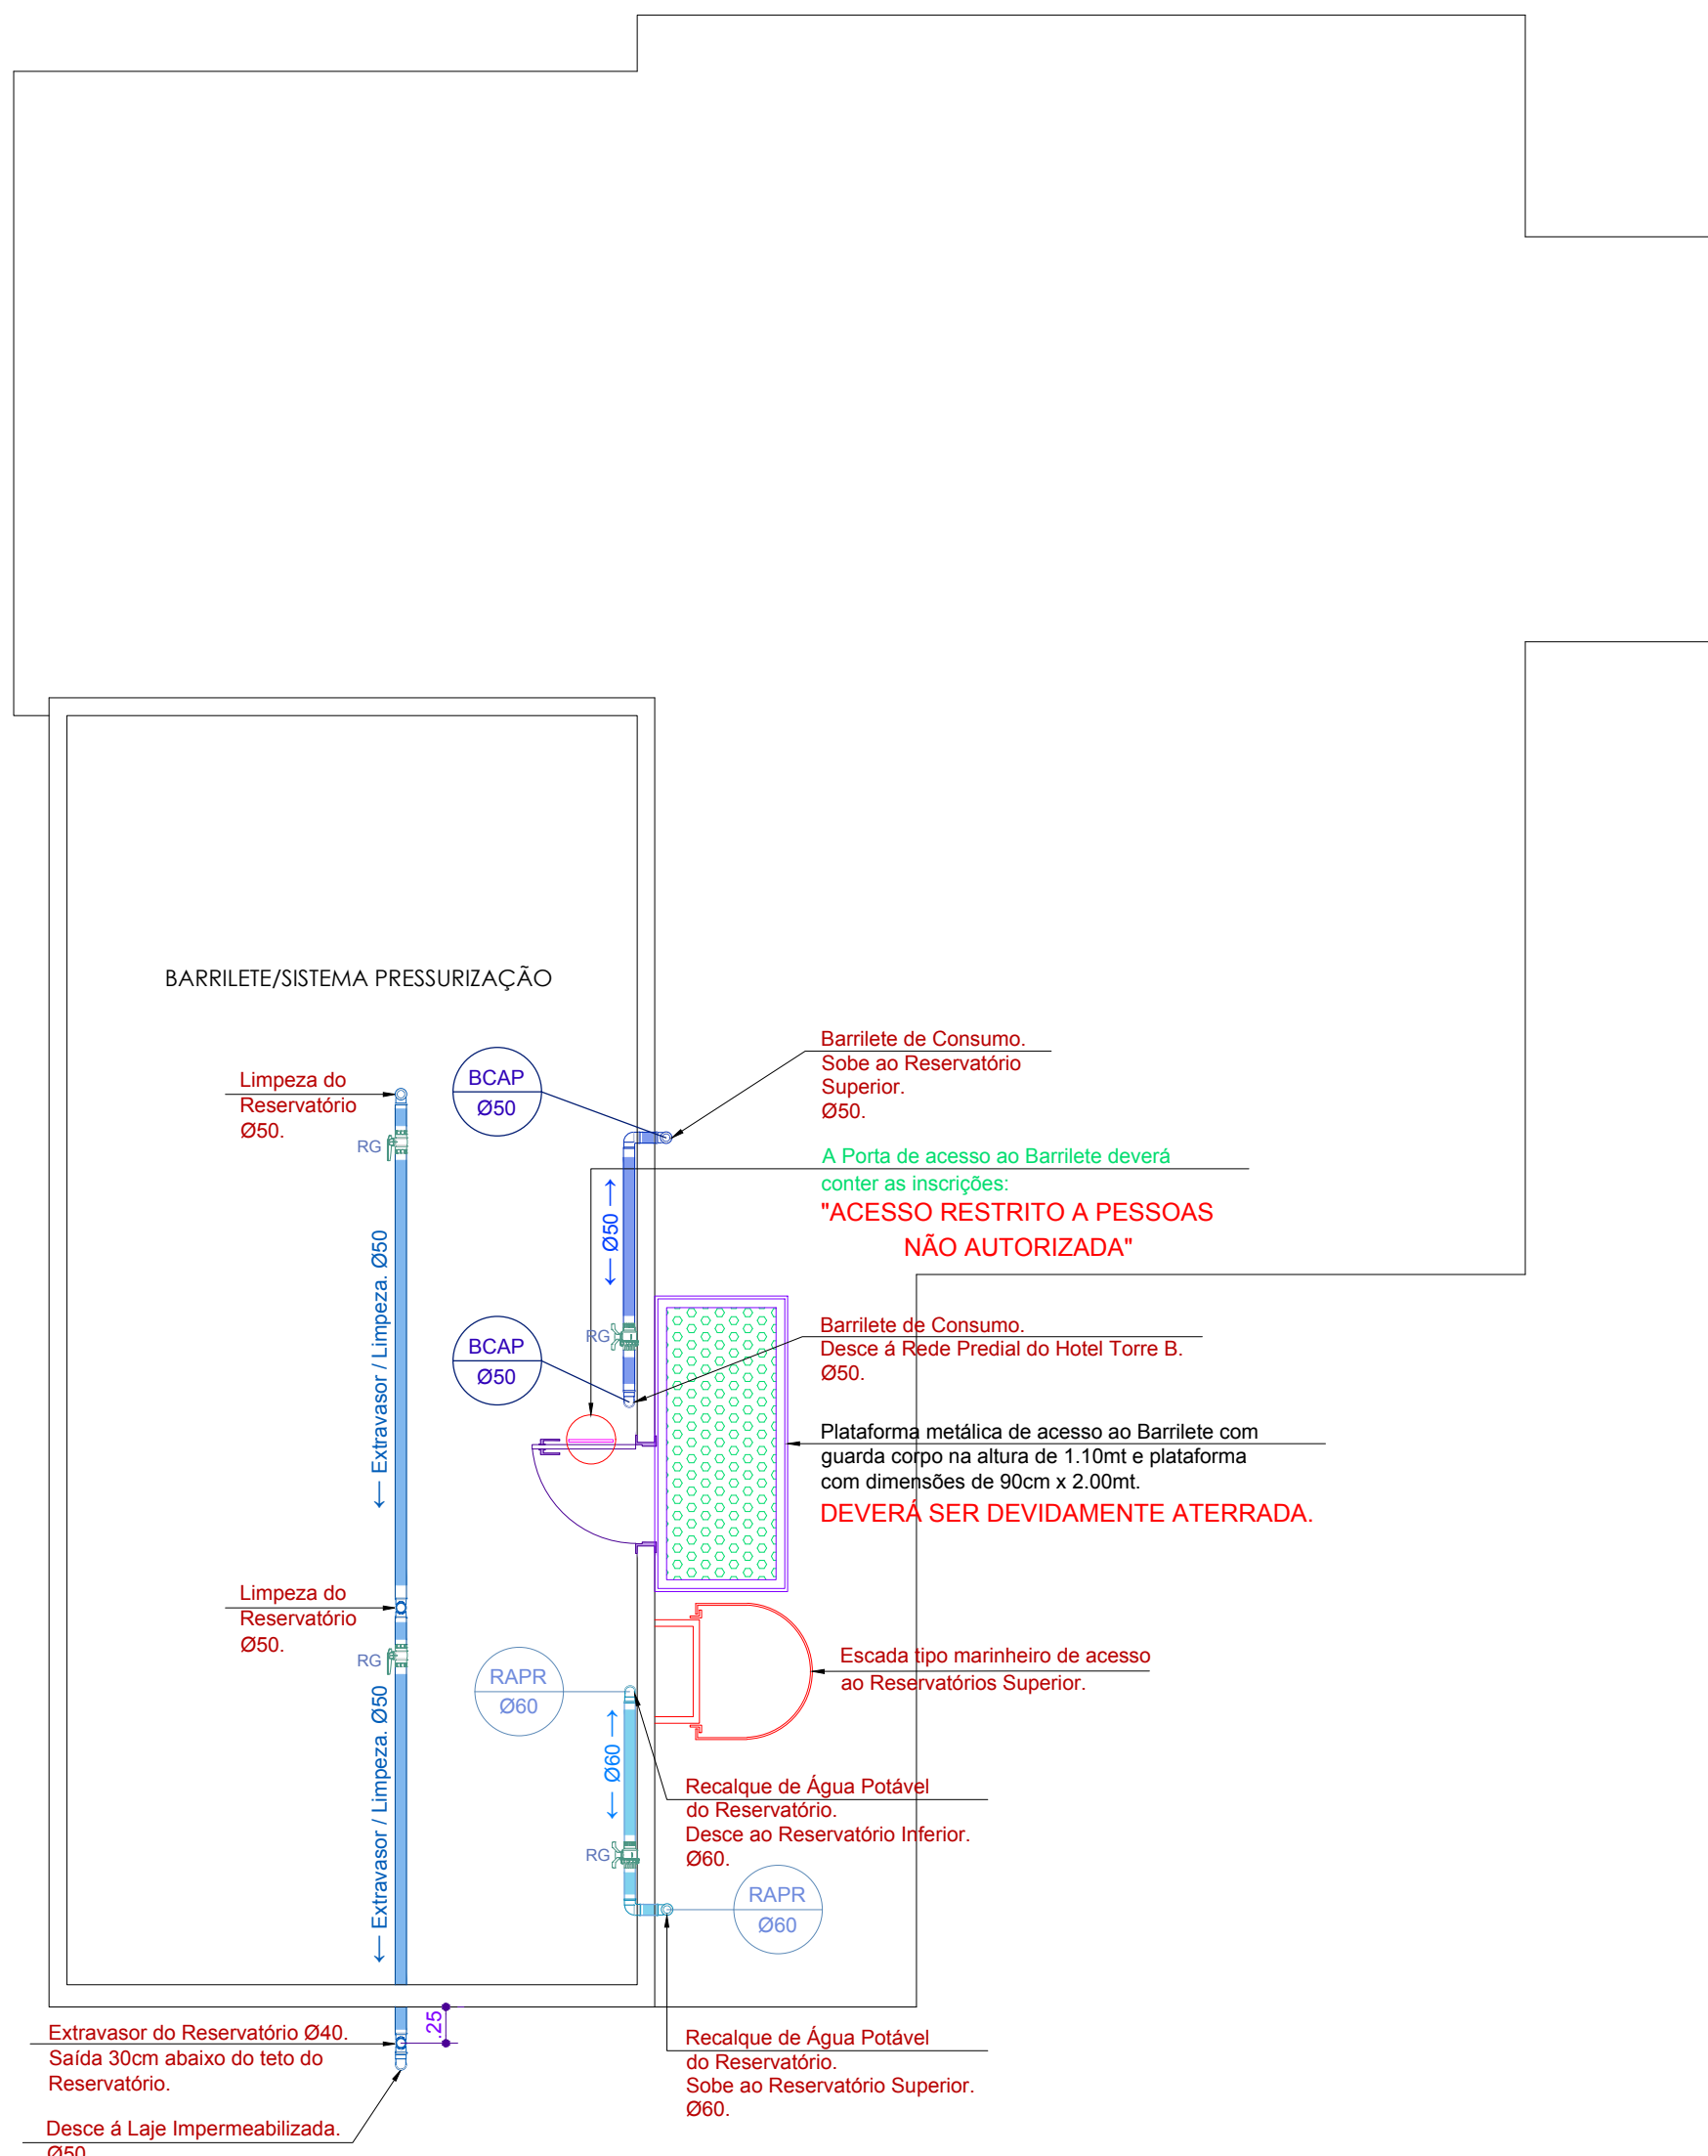 BARRILETE/SISTEMA PRESSURIZAÇÃO
Barrilete de Consumo.
Sobe ao Reservatório
Superior.
Ø50.
BCAP
Ø50
Limpeza do
Reservatório
Ø50.
RG
A Porta de acesso ao Barrilete deverá
conter as inscrições:
"ACESSO RESTRITO A PESSOAS
NÃO AUTORIZADA"
← Ø50 →
← Extravasor / Limpeza. Ø50
RG
BCAP
Ø50
Barrilete de Consumo.
Desce á Rede Predial do Hotel Torre B.
Ø50.
Plataforma metálica de acesso ao Barrilete com
guarda corpo na altura de 1.10mt e plataforma
com dimensões de 90cm x 2.00mt.
DEVERÁ SER DEVIDAMENTE ATERRADA.
Limpeza do
Reservatório
Ø50.
RG
Escada tipo marinheiro de acesso
ao Reservatórios Superior.
RAPR
Ø60
← Ø60 →
← Extravasor / Limpeza. Ø50
Recalque de Água Potável
do Reservatório.
Desce ao Reservatório Inferior.
Ø60.
RG
RAPR
Ø60
.25
Extravasor do Reservatório Ø40.
Saída 30cm abaixo do teto do
Reservatório.
Recalque de Água Potável
do Reservatório.
Sobe ao Reservatório Superior.
Ø60.
Desce á Laje Impermeabilizada.
Ø50